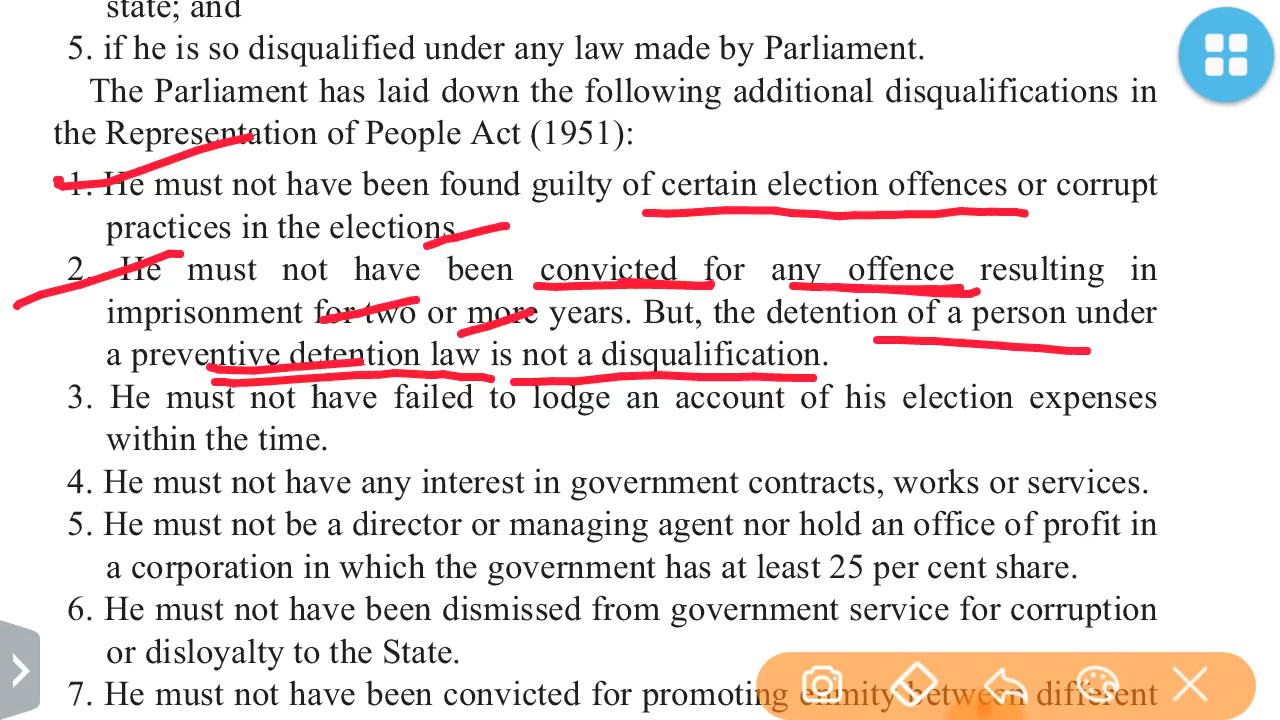 state; and
5. if he is so disqualified under any law made by Parliament.
The Parliament has laid down the following additional disqualifications in
the Representation of People Act (1951):
1. He must not have been found guilty of certain election offences or corrupt
practices in the elections.
2. He must not have been convicted for any offence resulting in
imprisonment for two or more years. But, the detention of a person under
a preventive detention law is not a disqualification.
3. He must not have failed to lodge an account of his election expenses
within the time.
4. He must not have any interest in government contracts, works or services.
5. He must not be a director or managing agent nor hold an office of profit in
a corporation in which the government has at least 25 per cent share.
6. He must not have been dismissed from government service for corruption
or disloyalty to the State.
7. He must not have been convicted for promoting enmity between different